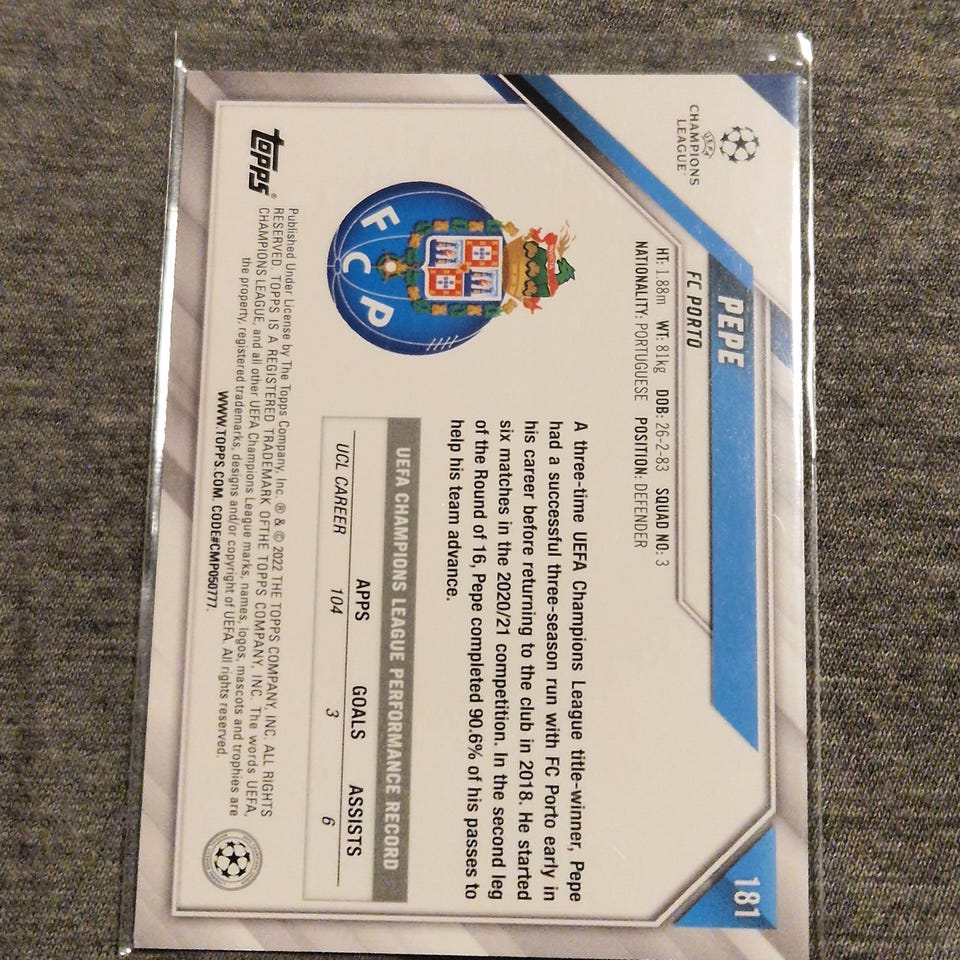 UEFA
CHAMPIONS
LEAGUE
181
PEPE
FC PORTO
HT: 1.88m WT: 81kg DOB: 26-2-83 SQUAD NO: 3
NATIONALITY: PORTUGUESE POSITION: DEFENDER
FCP
A three-time UEFA Champions League title-winner, Pepe
had a successful three-season run with FC Porto early in
his career before returning to the club in 2018. He started
six matches in the 2020/21 competition. In the second leg
of the Round of 16, Pepe completed 90.6% of his passes to
help his team advance.
UEFA CHAMPIONS LEAGUE PERFORMANCE RECORD
APPS GOALS ASSISTS
UCL CAREER 104 3 6
Topps®
Published Under License by The Topps Company, Inc. ® & © 2022 THE TOPPS COMPANY, INC. ALL RIGHTS
RESERVED. TOPPS IS A REGISTERED TRADEMARK OF THE TOPPS COMPANY, INC. The words UEFA,
CHAMPIONS LEAGUE, and all other UEFA Champions League marks, names, logos, mascots and trophies are
the property, registered trademarks, designs and/or copyright of UEFA. All rights reserved.
WWW.TOPPS.COM. CODE#CMP050777.